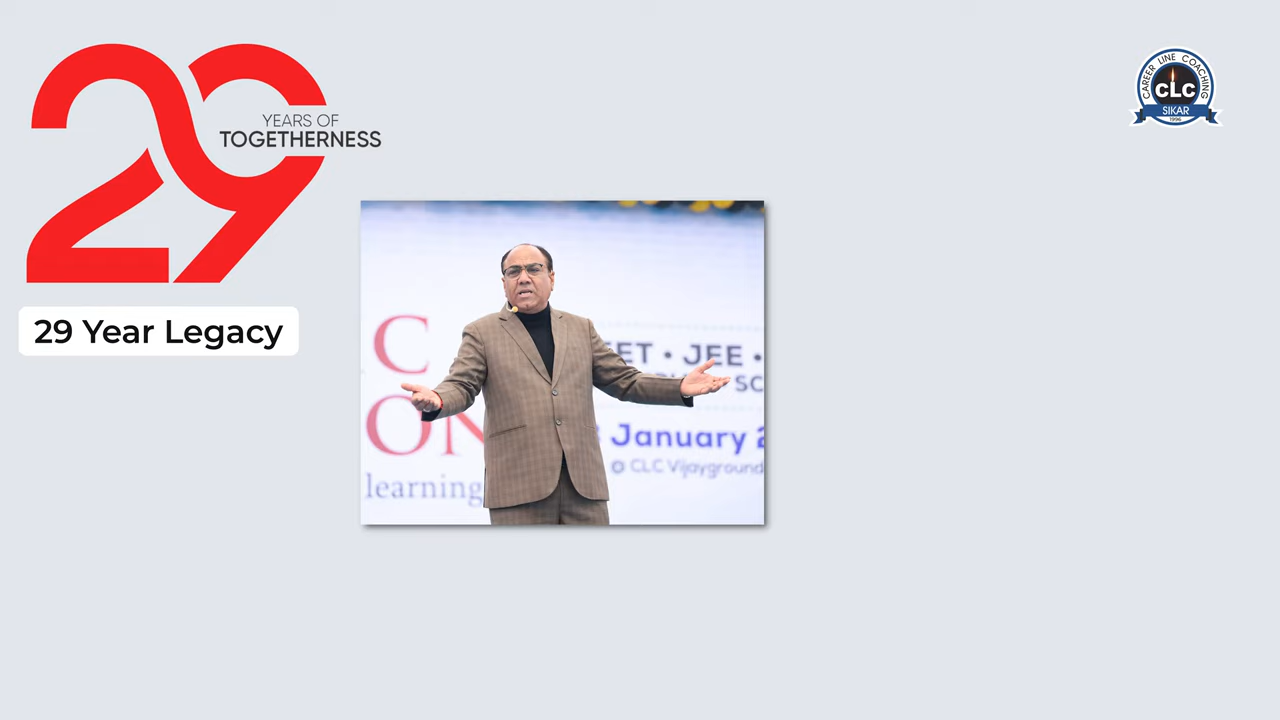 29
YEARS OF
TOGETHERNESS
29 Year Legacy
CAREER LINE COACHING
CLC
SIKAR
1996
C
ON
learning
EET • JEE •
SC
January 2
@ CLC Vijayground